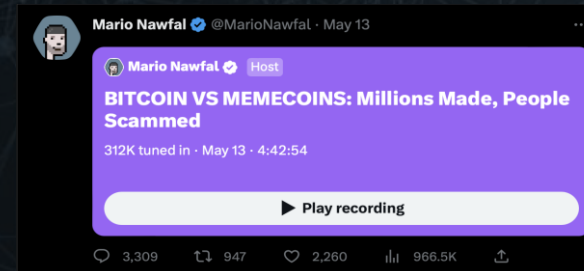 Mario Nawfal @MarioNawfal · May 13
Mario Nawfal Host
BITCOIN VS MEMECOINS: Millions Made, People
Scammed
312K tuned in · May 13 · 4:42:54
Play recording
3,309 947 2,260 966.5K